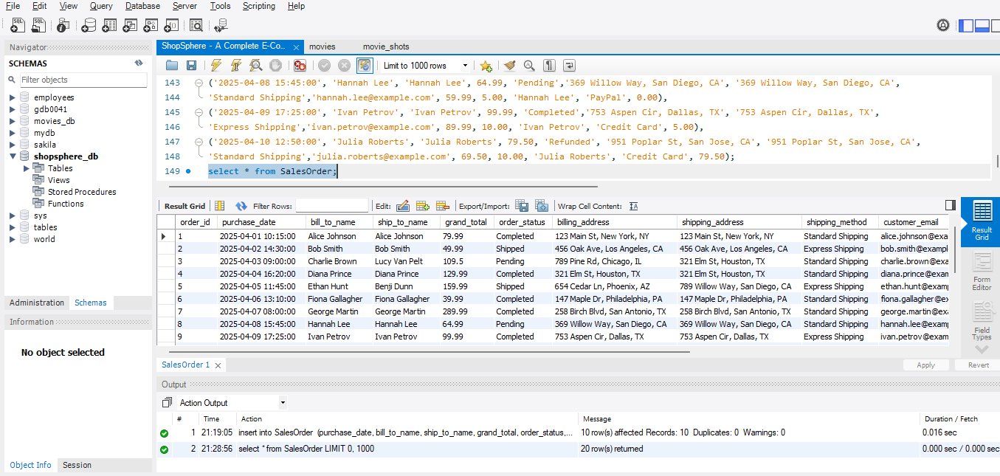 File Edit View Query Database Server Tools Scripting Help
Navigator
SCHEMAS
Filter objects
employees
gdb0041
movies_db
mydb
sakila
shopsphere_db
Tables
Views
Stored Procedures
Functions
sys
tables
world
Administration Schemas
Information
No object selected
Object Info Session
ShopSphere - A Complete E-Co... movies movie_shots
Limit to 1000 rows
143 ('2025-04-08 15:45:00', 'Hannah Lee', 'Hannah Lee', 64.99, 'Pending','369 Willow Way, San Diego, CA', '369 Willow Way, San Diego, CA',
144 'Standard Shipping','hannah.lee@example.com', 59.99, 5.00, 'Hannah Lee', 'PayPal', 0.00),
145 ('2025-04-09 17:25:00', 'Ivan Petrov', 'Ivan Petrov', 99.99, 'Completed','753 Aspen Cir, Dallas, TX', '753 Aspen Cir, Dallas, TX',
146 'Express Shipping','ivan.petrov@example.com', 89.99, 10.00, 'Ivan Petrov', 'Credit Card', 5.00),
147 ('2025-04-10 12:50:00', 'Julia Roberts', 'Julia Roberts', 79.50, 'Refunded', '951 Poplar St, San Jose, CA', '951 Poplar St, San Jose, CA',
148 'Standard Shipping','julia.roberts@example.com', 69.50, 10.00, 'Julia Roberts', 'Credit Card', 79.50);
149 select * from SalesOrder;
Result Grid Filter Rows: Edit: Export/Import: Wrap Cell Content:
order_id purchase_date bill_to_name ship_to_name grand_total order_status billing_address shipping_address shipping_method customer_email
1 2025-04-01 10:15:00 Alice Johnson Alice Johnson 79.99 Completed 123 Main St, New York, NY 123 Main St, New York, NY Standard Shipping alice.johnson@exa
2 2025-04-02 14:30:00 Bob Smith Bob Smith 49.99 Shipped 456 Oak Ave, Los Angeles, CA 456 Oak Ave, Los Angeles, CA Express Shipping bob.smith@examp
3 2025-04-03 09:00:00 Charlie Brown Lucy Van Pelt 109.5 Pending 789 Pine Rd, Chicago, IL 321 Elm St, Houston, TX Standard Shipping charlie.brown@exa
4 2025-04-04 16:20:00 Diana Prince Diana Prince 129.99 Completed 321 Elm St, Houston, TX 321 Elm St, Houston, TX Standard Shipping diana.prince@exam
5 2025-04-05 11:45:00 Ethan Hunt Benji Dunn 159.99 Shipped 654 Cedar Ln, Phoenix, AZ 789 Willow Way, San Diego, CA Express Shipping ethan.hunt@examp
6 2025-04-06 13:10:00 Fiona Gallagher Fiona Gallagher 39.99 Completed 147 Maple Dr, Philadelphia, PA 147 Maple Dr, Philadelphia, PA Standard Shipping fiona.gallagher@ex
7 2025-04-07 08:00:00 George Martin George Martin 289.99 Completed 258 Birch Blvd, San Antonio, TX 258 Birch Blvd, San Antonio, TX Standard Shipping george.martin@exa
8 2025-04-08 15:45:00 Hannah Lee Hannah Lee 64.99 Pending 369 Willow Way, San Diego, CA 369 Willow Way, San Diego, CA Standard Shipping hannah.lee@examp
9 2025-04-09 17:25:00 Ivan Petrov Ivan Petrov 99.99 Completed 753 Aspen Cir, Dallas, TX 753 Aspen Cir, Dallas, TX Express Shipping ivan.petrov@exam
Result
Grid
Form
Editor
Field
Types
SalesOrder 1 Apply Revert
Output
Action Output
# Time Action Message Duration / Fetch
1 21:19:05 insert into SalesOrder (purchase_date, bill_to_name, ship_to_name, grand_total, order_status,... 10 row(s) affected Records: 10 Duplicates: 0 Warnings: 0 0.016 sec
2 21:28:56 select * from SalesOrder LIMIT 0, 1000 20 row(s) returned 0.000 sec / 0.000 sec